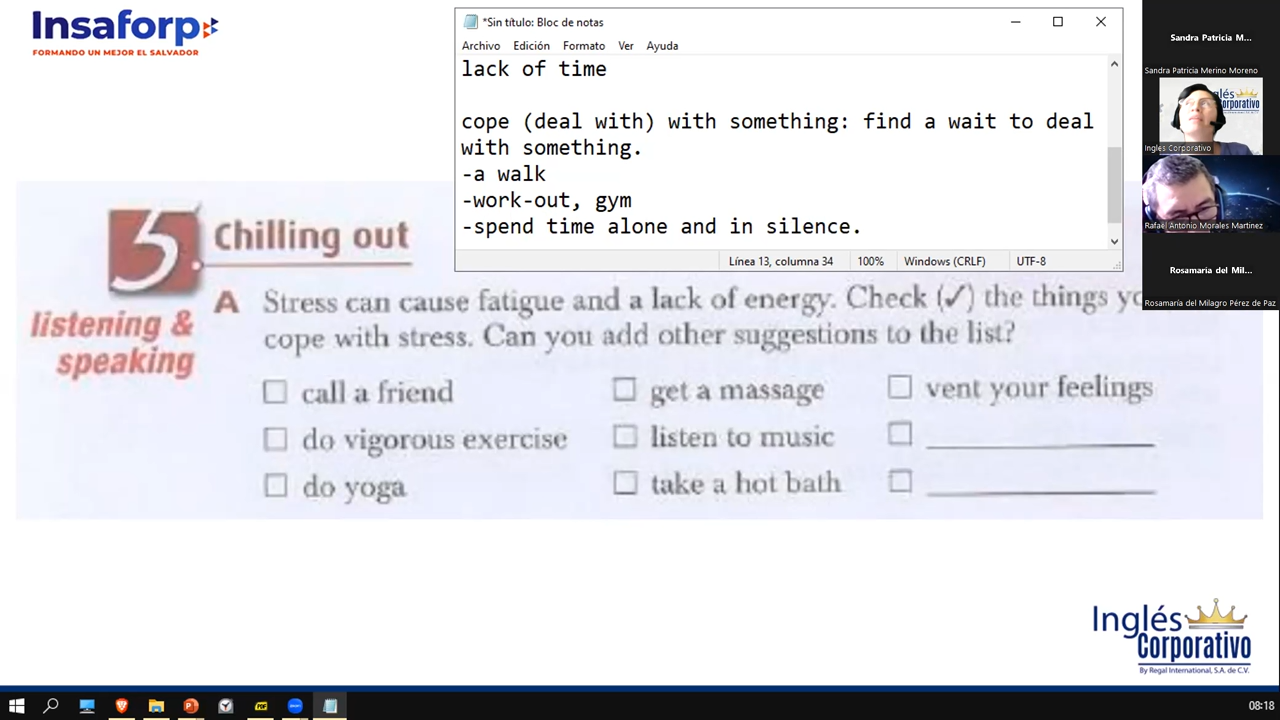 Insaforp
FORMANDO UN MEJOR EL SALVADOR
*Sin título: Bloc de notas
Archivo Edición Formato Ver Ayuda
lack of time
cope (deal with) with something: find a wait to deal
with something.
-a walk
-work-out, gym
-spend time alone and in silence.
Línea 13, columna 34 100% Windows (CRLF) UTF-8
Sandra Patricia M...
Sandra Patricia Merino Moreno
Inglés Corporativo
Rafael Antonio Morales Martinez
Rosamaría del Mil...
Rosamaría del Milagro Pérez de Paz
5 Chilling out
listening &
speaking
A Stress can cause fatigue and a lack of energy. Check (✓) the things
cope with stress. Can you add other suggestions to the list?
call a friend get a massage vent your feelings
do vigorous exercise listen to music
do yoga take a hot bath
Inglés
Corporativo
By Regal International, S.A. de C.V.
08:18